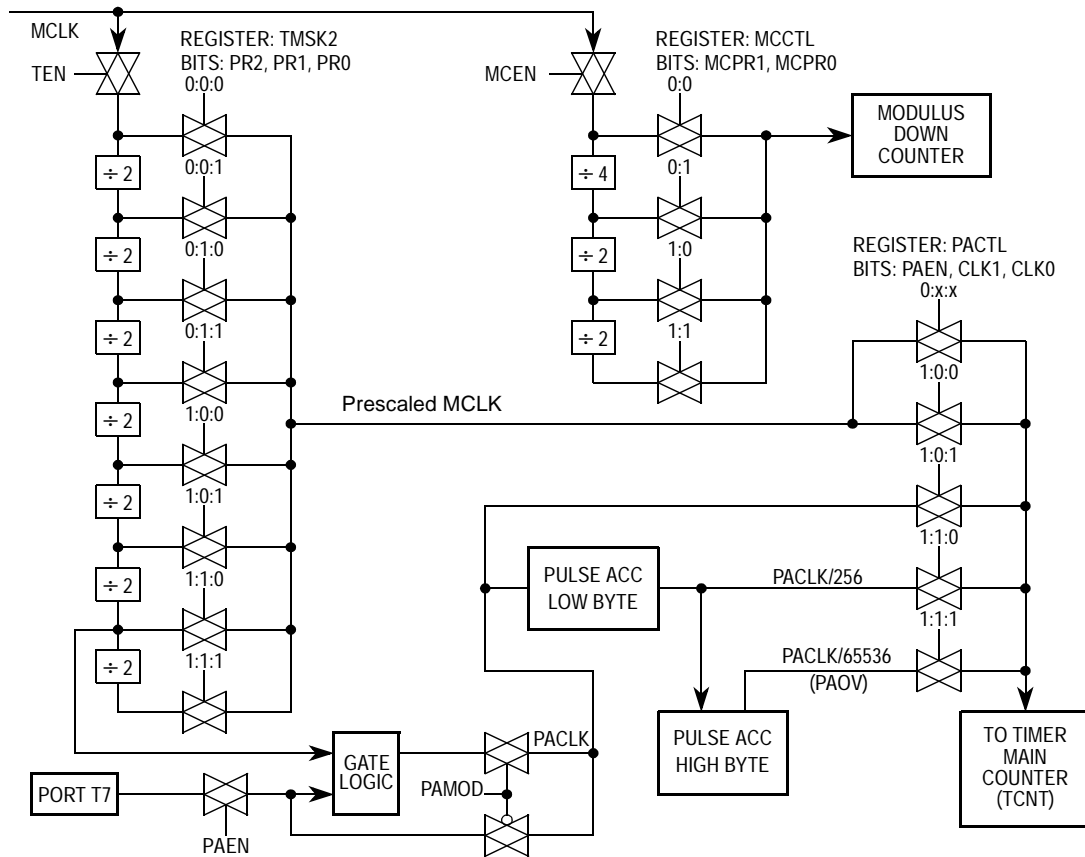 MCLK
TEN
REGISTER: TMSK2
BITS: PR2, PR1, PR0
0:0:0
÷ 2
0:0:1
÷ 2
0:1:0
÷ 2
0:1:1
÷ 2
1:0:0
÷ 2
1:0:1
÷ 2
1:1:0
÷ 2
1:1:1
MCEN
REGISTER: MCCTL
BITS: MCPR1, MCPR0
0:0
÷ 4
0:1
÷ 2
1:0
÷ 2
1:1
MODULUS
DOWN
COUNTER
REGISTER: PACTL
BITS: PAEN, CLK1, CLK0
0:x:x
1:0:0
1:0:1
1:1:0
1:1:1
Prescaled MCLK
PULSE ACC
LOW BYTE
PACLK/256
PACLK/65536
(PAOV)
PULSE ACC
HIGH BYTE
TO TIMER
MAIN
COUNTER
(TCNT)
PORT T7
PAEN
GATE
LOGIC
PACLK
PAMOD